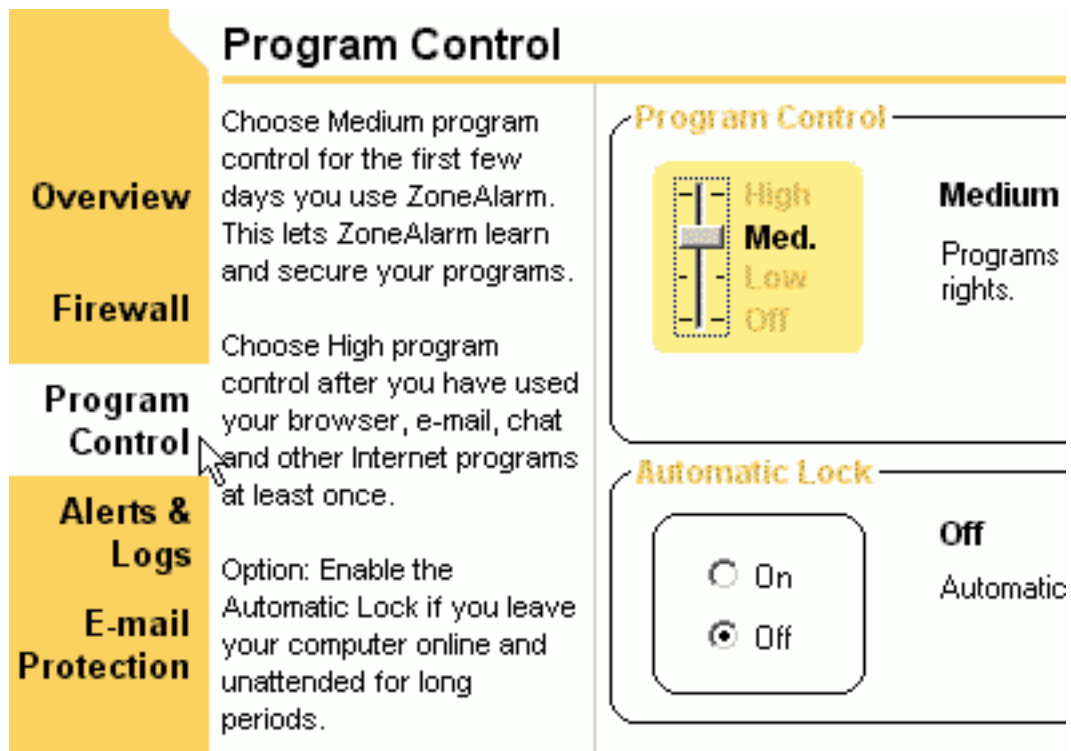 Program Control
Overview
Firewall
Program
Control
Alerts &
Logs
E-mail
Protection
Choose Medium program
control for the first few
days you use ZoneAlarm.
This lets ZoneAlarm learn
and secure your programs.
Choose High program
control after you have used
your browser, e-mail, chat
and other Internet programs
at least once.
Option: Enable the
Automatic Lock if you leave
your computer online and
unattended for long
periods.
Program Control
High
Med.
Low
Off
Medium
Programs
rights.
Automatic Lock
On
Off
Off
Automatic